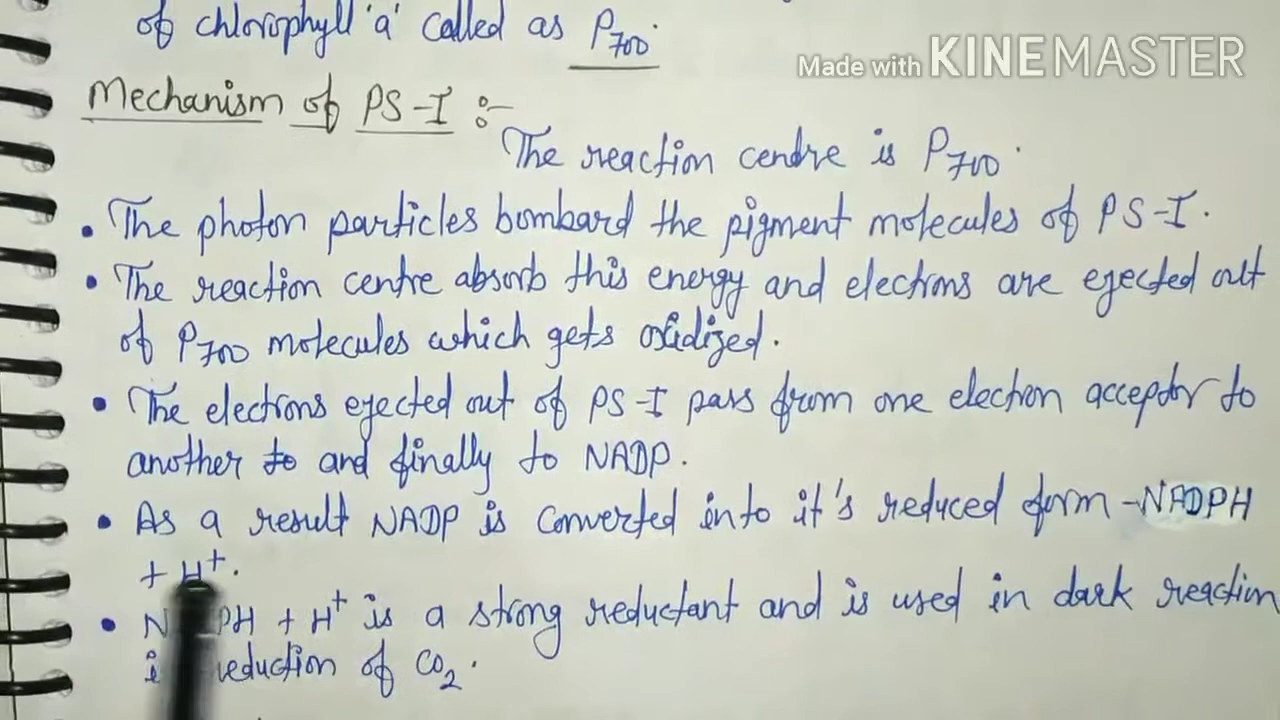 of chlorophyll 'a' called as P700.
Made with KINEMASTER
Mechanism of PS-I :-
The reaction centre is P700.
• The photon particles bombard the pigment molecules of PS-I.
• The reaction centre absorb this energy and electrons are ejected out
of P700 molecules which gets oxidized.
• The electrons ejected out of PS-I pass from one electron acceptor to
another to and finally to NADP.
• As a result NADP is converted into it's reduced form - NADPH
+ H+.
• + H+ is a strong reductant and is used in dark reaction
reduction of CO2.